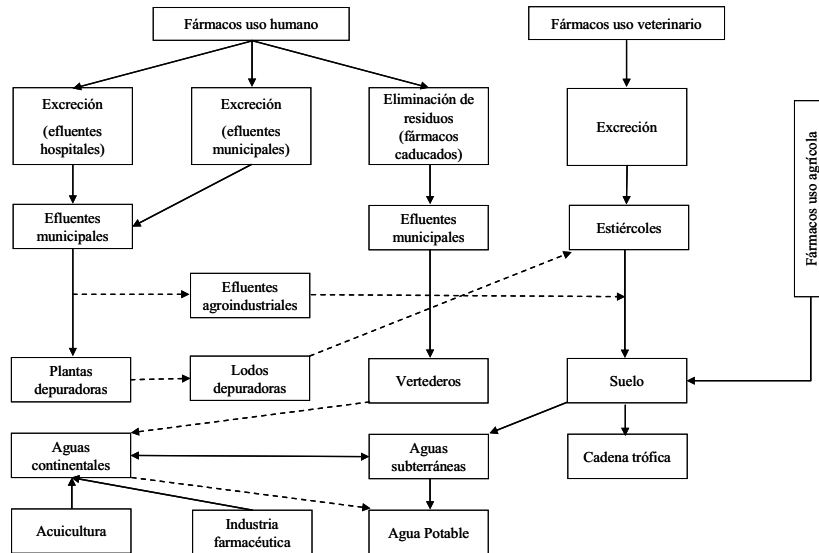 Fármacos uso humano
Fármacos uso veterinario
Excreción
(efluentes
hospitales)
Excreción
(efluentes
municipales)
Eliminación de
residuos
(fármacos
caducados)
Excreción
Fármacos uso agrícola
Efluentes
municipales
Efluentes
municipales
Estiércoles
Efluentes
agroindustriales
Plantas
depuradoras
Lodos
depuradoras
Vertederos
Suelo
Aguas
continentales
Aguas
subterráneas
Cadena trófica
Acuicultura
Industria
farmacéutica
Agua Potable